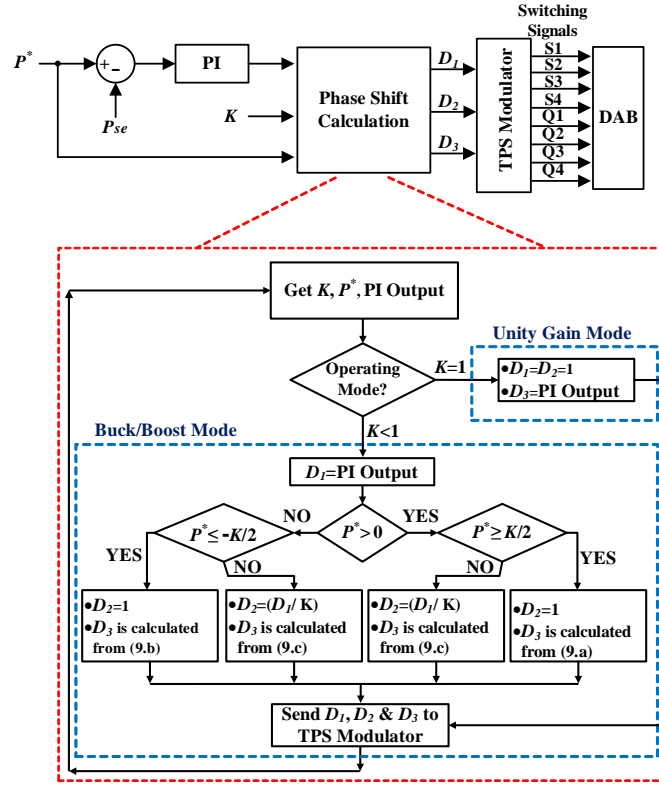 Switching
Signals
P*
+
-
Pse
PI
K
Phase Shift
Calculation
D1
D2
D3
TPS Modulator
S1
S2
S3
S4
Q1
Q2
Q3
Q4
DAB
Get K, P*, PI Output
Operating
Mode?
K=1
K<1
Unity Gain Mode
•D1=D2=1
•D3=PI Output
Buck/Boost Mode
D1=PI Output
P*>0
NO
YES
P*≤ -K/2
P*≥ K/2
YES
NO
NO
YES
•D2=1
•D3 is calculated
from (9.b)
•D2=(D1/ K)
•D3 is calculated
from (9.c)
•D2=(D1/ K)
•D3 is calculated
from (9.c)
•D2=1
•D3 is calculated
from (9.a)
Send D1, D2 & D3 to
TPS Modulator